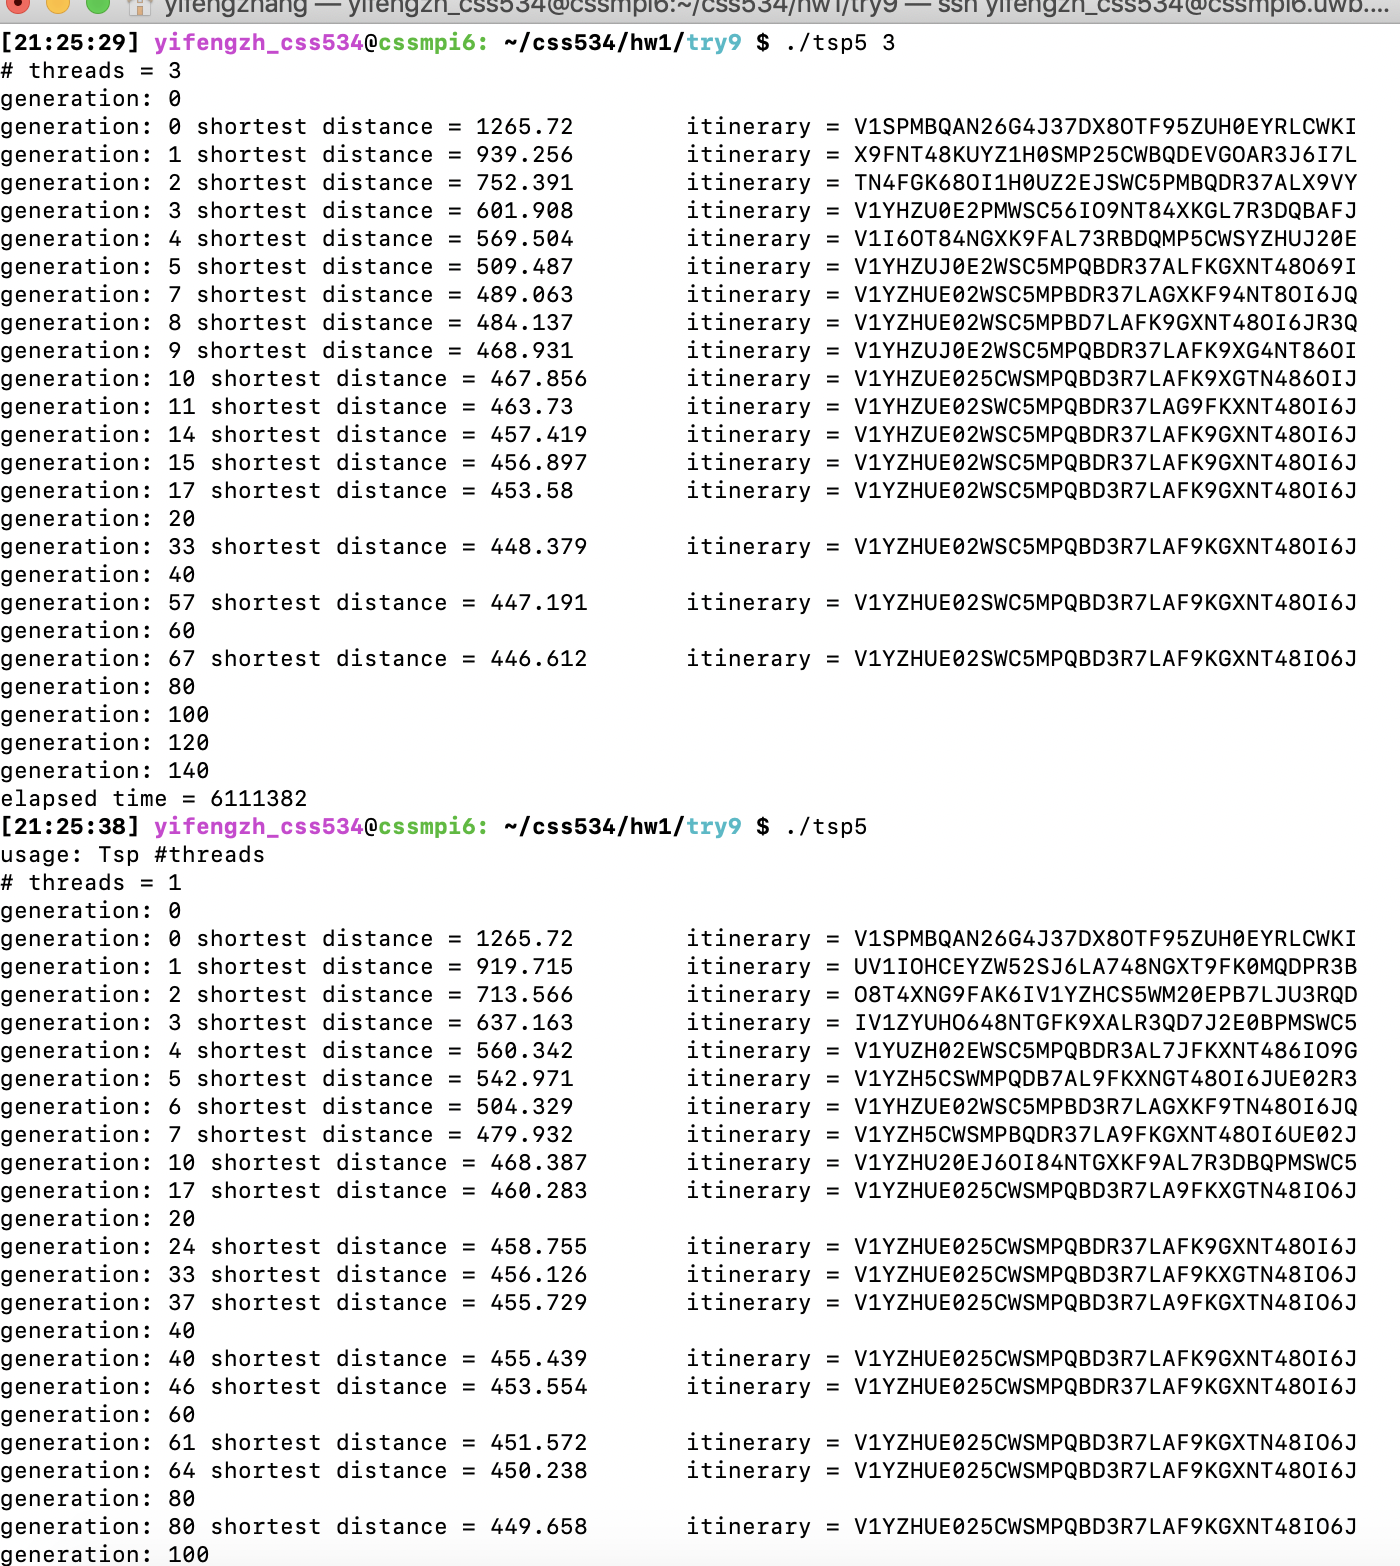 yifengzhang — yifengzh_css534@cssmpi6:~/css534/hw1/try9 — ssh yifengzh_css534@cssmpi6.uwb....
[21:25:29] yifengzh_css534@cssmpi6: ~/css534/hw1/try9 $ ./tsp5 3
# threads = 3
generation: 0
generation: 0 shortest distance = 1265.72 itinerary = V1SPMBQAN26G4J37DX8OTF95ZUH0EYRLCWKI
generation: 1 shortest distance = 939.256 itinerary = X9FNT48KUYZ1H0SMP25CWBQDEVGOAR3J6I7L
generation: 2 shortest distance = 752.391 itinerary = TN4FGK68OI1H0UZ2EJSWC5PMBQDR37ALX9VY
generation: 3 shortest distance = 601.908 itinerary = V1YHZU0E2PMWSC56IO9NT84XKGL7R3DQBAFJ
generation: 4 shortest distance = 569.504 itinerary = V1I6OT84NGXK9FAL73RBDQMP5CWSYZHUJ20E
generation: 5 shortest distance = 509.487 itinerary = V1YHZUJ0E2WSC5MPQBDR37ALFKGXNT48O69I
generation: 7 shortest distance = 489.063 itinerary = V1YZHUE02WSC5MPBDR37LAGXKF94NT8OI6JQ
generation: 8 shortest distance = 484.137 itinerary = V1YZHUE02WSC5MPBD7LAFK9GXNT48OI6JR3Q
generation: 9 shortest distance = 468.931 itinerary = V1YHZUJ0E2WSC5MPQBDR37LAFK9XG4NT86OI
generation: 10 shortest distance = 467.856 itinerary = V1YHZUE025CWSMPQBD3R7LAFK9XGTN486OIJ
generation: 11 shortest distance = 463.73 itinerary = V1YHZUE02SWC5MPQBDR37LAG9FKXNT48OI6J
generation: 14 shortest distance = 457.419 itinerary = V1YHZUE02WSC5MPQBDR37LAFK9GXNT48OI6J
generation: 15 shortest distance = 456.897 itinerary = V1YZHUE02WSC5MPQBDR37LAFK9GXNT48OI6J
generation: 17 shortest distance = 453.58 itinerary = V1YZHUE02WSC5MPQBD3R7LAFK9GXNT48OI6J
generation: 20
generation: 33 shortest distance = 448.379 itinerary = V1YZHUE02WSC5MPQBD3R7LAF9KGXNT48OI6J
generation: 40
generation: 57 shortest distance = 447.191 itinerary = V1YZHUE02SWC5MPQBD3R7LAF9KGXNT48OI6J
generation: 60
generation: 67 shortest distance = 446.612 itinerary = V1YZHUE02SWC5MPQBD3R7LAF9KGXNT48IO6J
generation: 80
generation: 100
generation: 120
generation: 140
elapsed time = 6111382
[21:25:38] yifengzh_css534@cssmpi6: ~/css534/hw1/try9 $ ./tsp5
usage: Tsp #threads
# threads = 1
generation: 0
generation: 0 shortest distance = 1265.72 itinerary = V1SPMBQAN26G4J37DX8OTF95ZUH0EYRLCWKI
generation: 1 shortest distance = 919.715 itinerary = UV1IOHCEYZW52SJ6LA748NGXT9FK0MQDPR3B
generation: 2 shortest distance = 713.566 itinerary = O8T4XNG9FAK6IV1YZHCS5WM20EPB7LJU3RQD
generation: 3 shortest distance = 637.163 itinerary = IV1ZYUHO648NTGFK9XALR3QD7J2E0BPMSWC5
generation: 4 shortest distance = 560.342 itinerary = V1YUZH02EWSC5MPQBDR3AL7JFKXNT486IO9G
generation: 5 shortest distance = 542.971 itinerary = V1YZH5CSWMPQDB7AL9FKXNGT48OI6JUE02R3
generation: 6 shortest distance = 504.329 itinerary = V1YHZUE02WSC5MPBD3R7LAGXKF9TN48OI6JQ
generation: 7 shortest distance = 479.932 itinerary = V1YZH5CWSMPBQDR37LA9FKGXNT48OI6UE02J
generation: 10 shortest distance = 468.387 itinerary = V1YZHU20EJ6OI84NTGXKF9AL7R3DBQPMSWC5
generation: 17 shortest distance = 460.283 itinerary = V1YZHUE025CWSMPQBD3R7LA9FKXGTN48IO6J
generation: 20
generation: 24 shortest distance = 458.755 itinerary = V1YZHUE025CWSMPQBDR37LAFK9GXNT48OI6J
generation: 33 shortest distance = 456.126 itinerary = V1YZHUE025CWSMPQBD3R7LAF9KXGTN48IO6J
generation: 37 shortest distance = 455.729 itinerary = V1YZHUE025CWSMPQBD3R7LA9FKGXTN48IO6J
generation: 40
generation: 40 shortest distance = 455.439 itinerary = V1YZHUE025CWSMPQBD3R7LAFK9GXNT48OI6J
generation: 46 shortest distance = 453.554 itinerary = V1YZHUE025CWSMPQBDR37LAF9KGXNT48OI6J
generation: 60
generation: 61 shortest distance = 451.572 itinerary = V1YZHUE025CWSMPQBD3R7LAF9KGXTN48IO6J
generation: 64 shortest distance = 450.238 itinerary = V1YZHUE025CWSMPQBD3R7LAF9KGXNT48OI6J
generation: 80
generation: 80 shortest distance = 449.658 itinerary = V1YZHUE025CWSMPQBD3R7LAF9KGXNT48IO6J
generation: 100